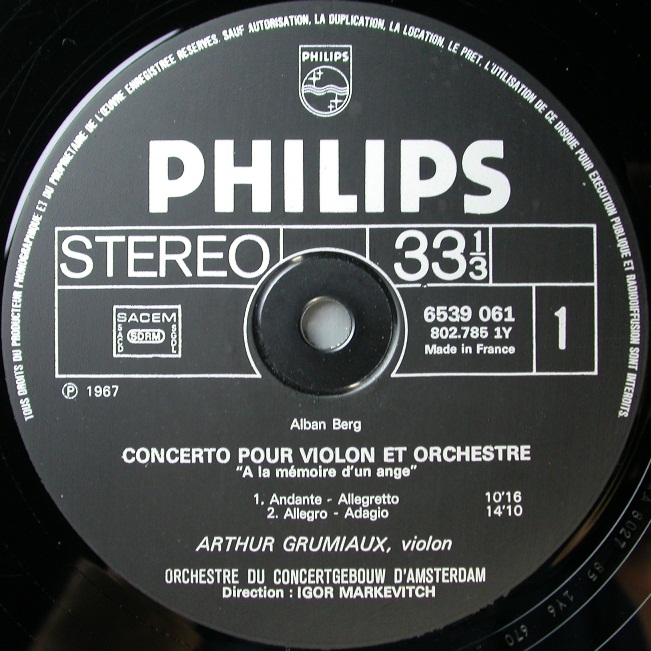 TOUS DROITS DU PRODUCTEUR PHONOGRAPHIQUE ET DU PROPRIETAIRE DE L'ŒUVRE ENREGISTREE RESERVES. SAUF AUTORISATION, LA DUPLICATION, LA LOCATION, LE PRET, L'UTILISATION DE CE DISQUE POUR EXECUTION PUBLIQUE ET RADIODIFFUSION SONT INTERDITS.
PHILIPS
PHILIPS
STEREO 33 1/3
SACEM
SACD SDRM SGDL
6539 061
802.785 1Y
Made in France
1
℗ 1967
Alban Berg
CONCERTO POUR VIOLON ET ORCHESTRE
"A la mémoire d'un ange"
1. Andante - Allegretto 10'16
2. Allegro - Adagio 14'10
ARTHUR GRUMIAUX, violon
ORCHESTRE DU CONCERTGEBOUW D'AMSTERDAM
Direction : IGOR MARKEVITCH